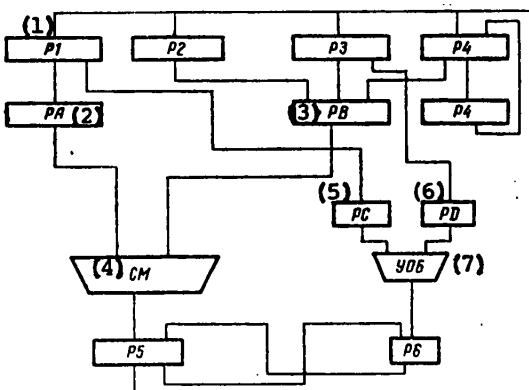 (1)
P1
P2
P3
P4
PA (2)
(3) PB
P4
(5)
PC
(6)
PD
(4) CM
УОБ (7)
P5
P6